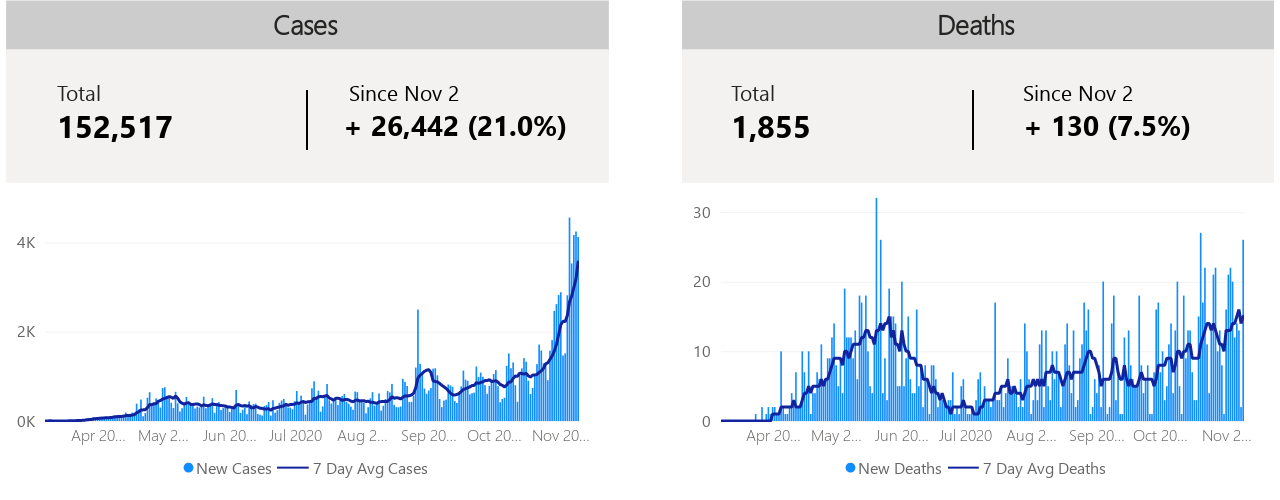 Cases
Total
Since Nov 2
152,517
+ 26,442 (21.0%)
4K
2K
0K
Apr 20... May 2... Jun 20... Jul 2020 Aug 2... Sep 20... Oct 20... Nov 20...
New Cases 7 Day Avg Cases
Deaths
Total
Since Nov 2
1,855
+ 130 (7.5%)
30
20
10
0
Apr 20... May 2... Jun 20... Jul 2020 Aug 2... Sep 20... Oct 20... Nov 2...
New Deaths 7 Day Avg Deaths